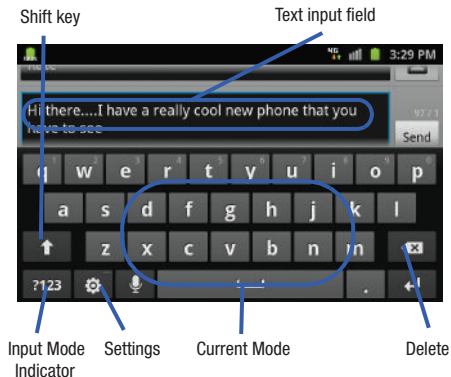 Shift key
Text input field
4G 3:29 PM
Hi there....I have a really cool new phone that you
have to see
97 / 1
Send
q w e r t y u i o p
a s d f g h j k l
z x c v b n m
?123 .
Input Mode
Indicator
Settings
Current Mode
Delete